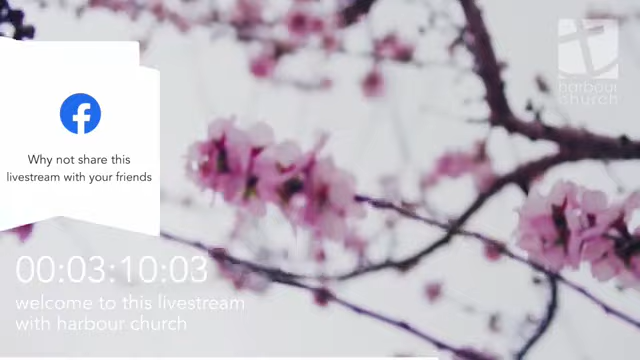 harbour
church
Why not share this
livestream with your friends
00:03:10:03
welcome to this livestream
with harbour church